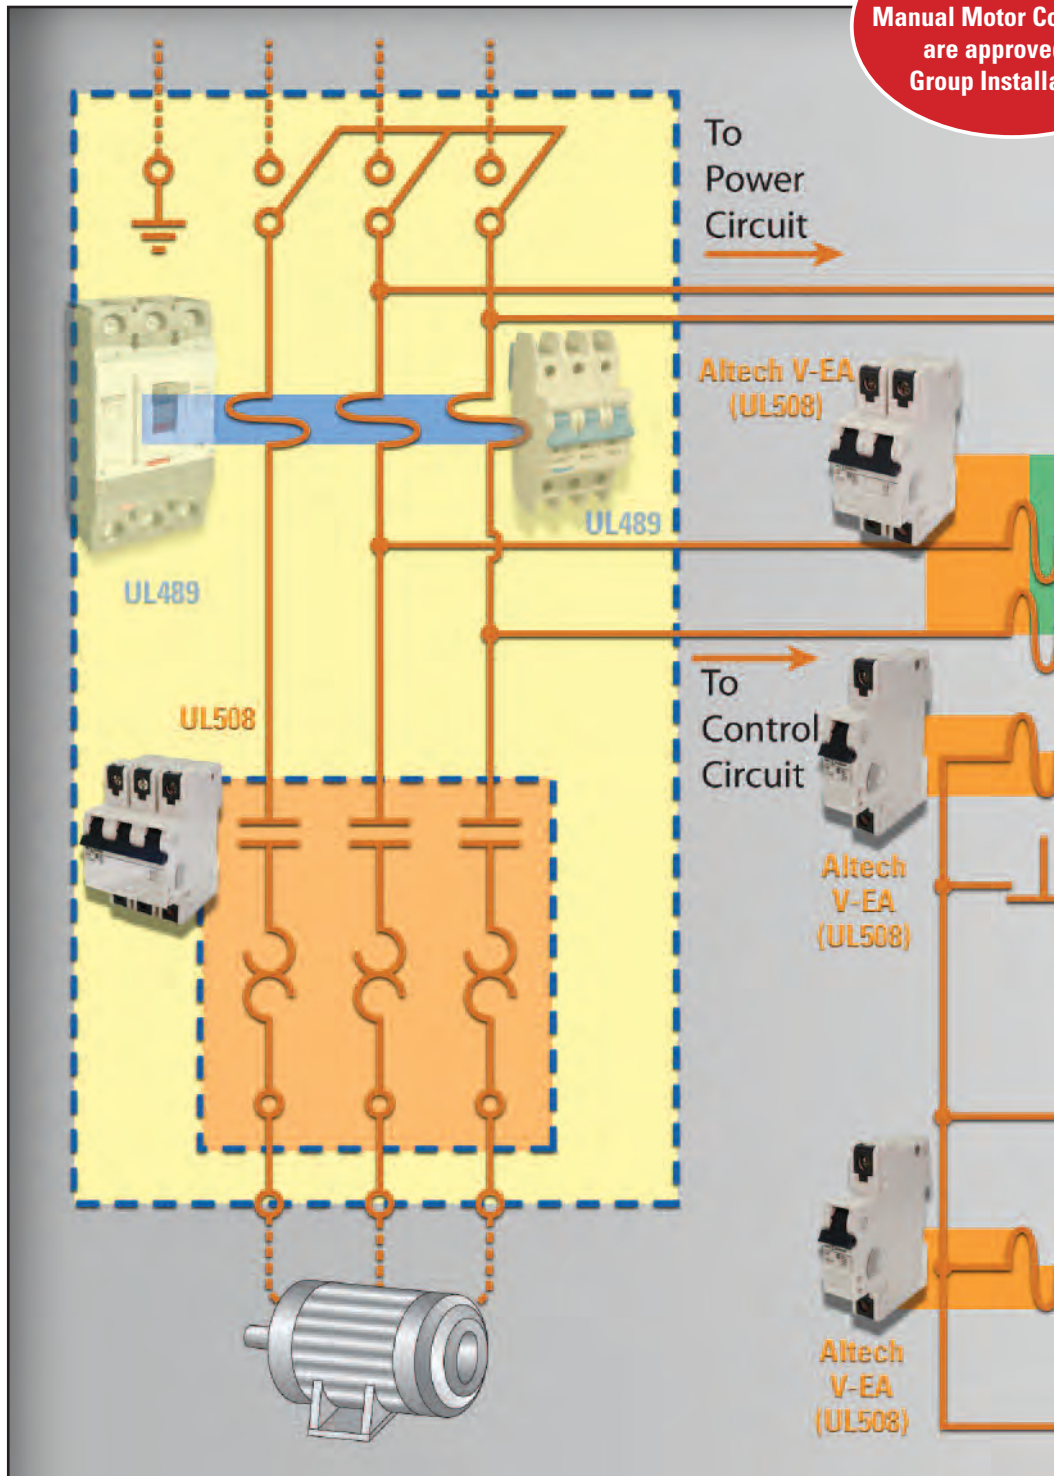 Manual Motor Co
are approved
Group Installa
To
Power
Circuit
Altech V-EA
(UL508)
UL489
UL489
To
Control
Circuit
UL508
Altech
V-EA
(UL508)
Altech
V-EA
(UL508)